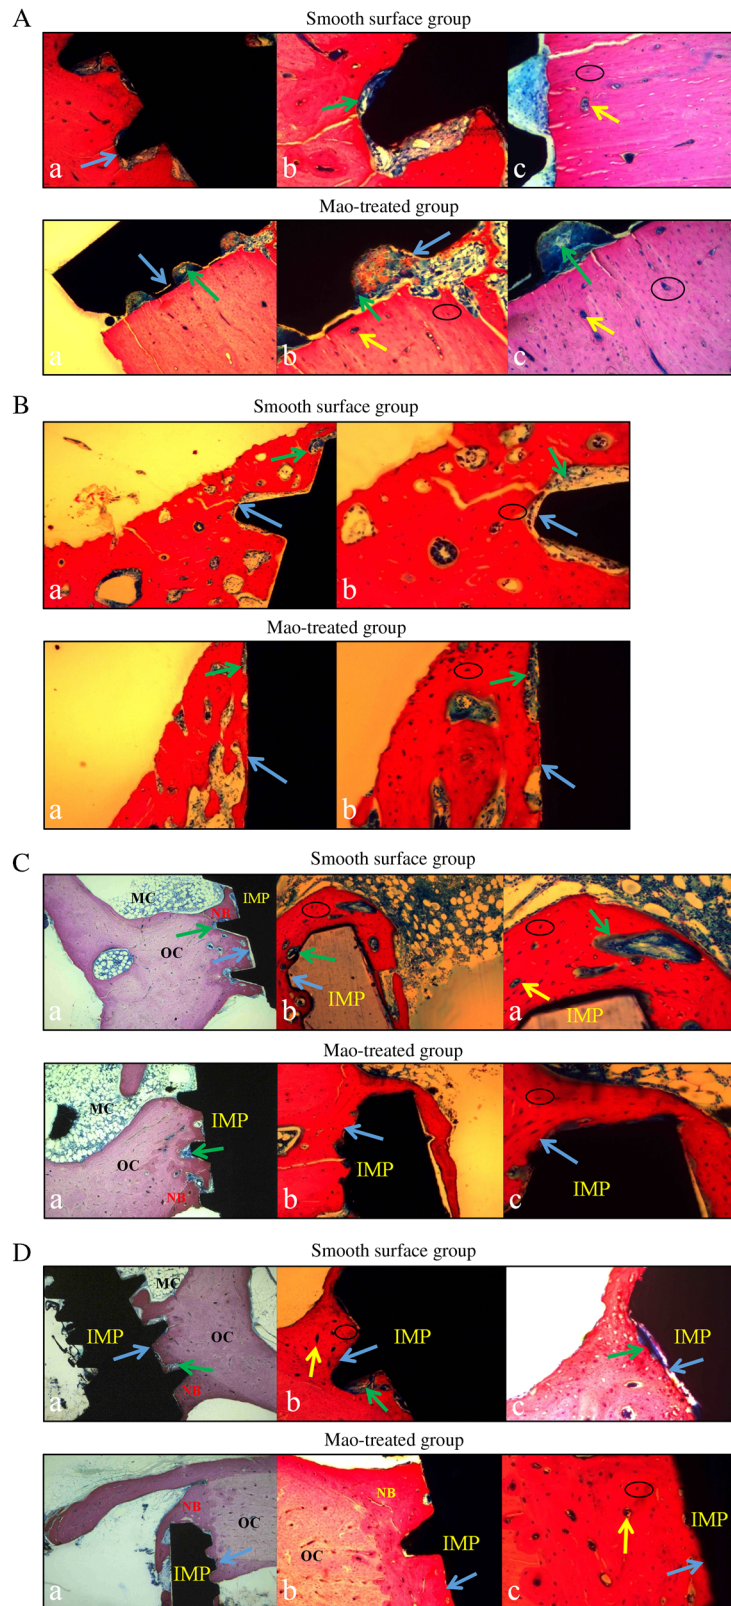 A
Smooth surface group
a b c
Mao-treated group
a b c
B
Smooth surface group
a b
Mao-treated group
a b
C
Smooth surface group
MC NB IMP OC a
IMP b
IMP a
Mao-treated group
MC IMP OC NB a
IMP b
IMP c
D
Smooth surface group
MC IMP OC NB a
IMP b
IMP c
Mao-treated group
NB OC IMP a
NB IMP OC b
IMP c